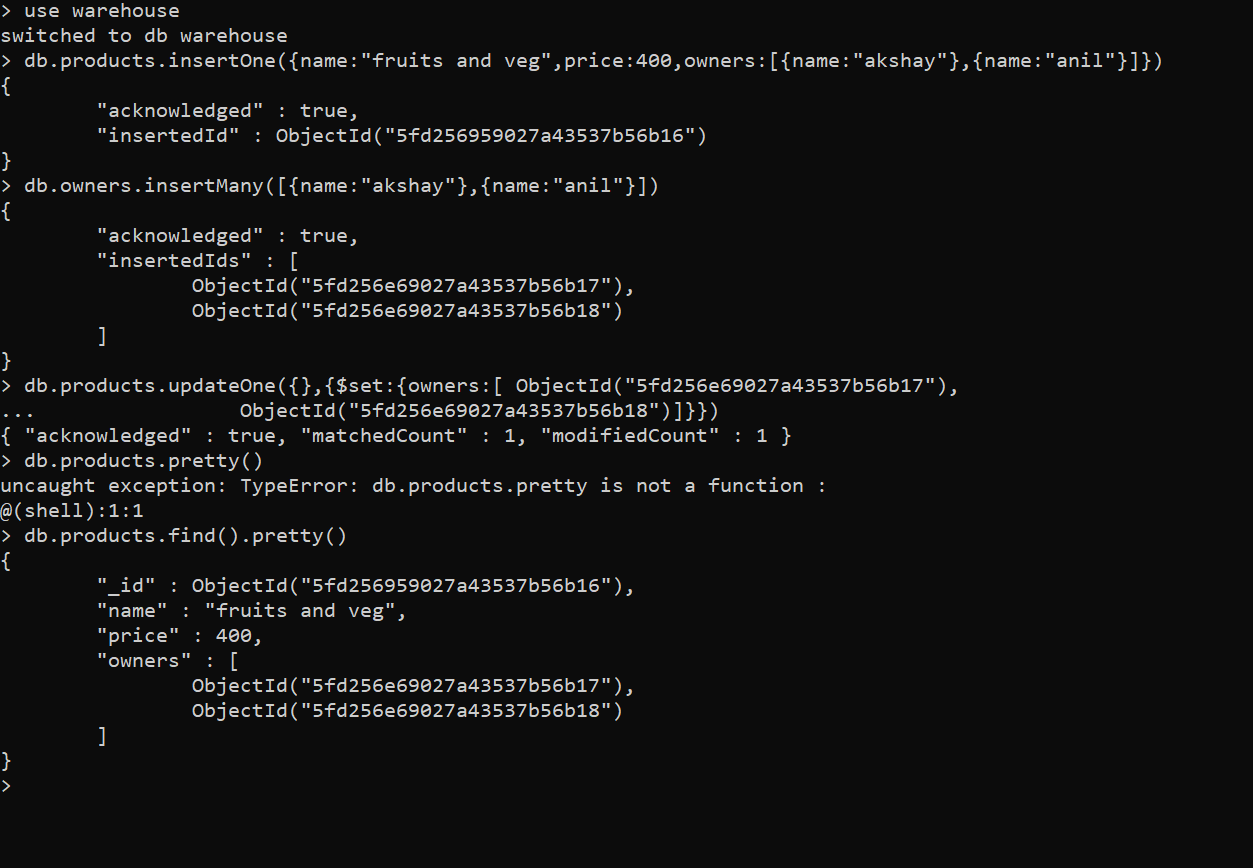 > use warehouse
switched to db warehouse
> db.products.insertOne({name:"fruits and veg",price:400,owners:[{name:"akshay"},{name:"anil"}]})
{
        "acknowledged" : true,
        "insertedId" : ObjectId("5fd256959027a43537b56b16")
}
> db.owners.insertMany([{name:"akshay"},{name:"anil"}])
{
        "acknowledged" : true,
        "insertedIds" : [
                ObjectId("5fd256e69027a43537b56b17"),
                ObjectId("5fd256e69027a43537b56b18")
        ]
}
> db.products.updateOne({},{$set:{owners:[ ObjectId("5fd256e69027a43537b56b17"),
...                 ObjectId("5fd256e69027a43537b56b18")]}})
{ "acknowledged" : true, "matchedCount" : 1, "modifiedCount" : 1 }
> db.products.pretty()
uncaught exception: TypeError: db.products.pretty is not a function :
@(shell):1:1
> db.products.find().pretty()
{
        "_id" : ObjectId("5fd256959027a43537b56b16"),
        "name" : "fruits and veg",
        "price" : 400,
        "owners" : [
                ObjectId("5fd256e69027a43537b56b17"),
                ObjectId("5fd256e69027a43537b56b18")
        ]
}
>